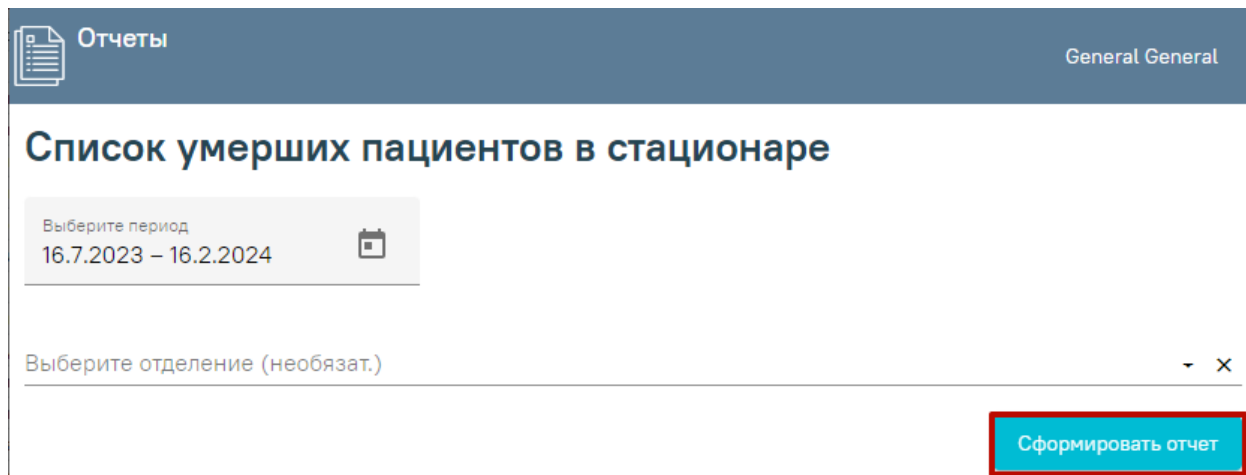 Отчеты
General General
Список умерших пациентов в стационаре
Выберите период
16.7.2023 – 16.2.2024
Выберите отделение (необязат.)
Сформировать отчет